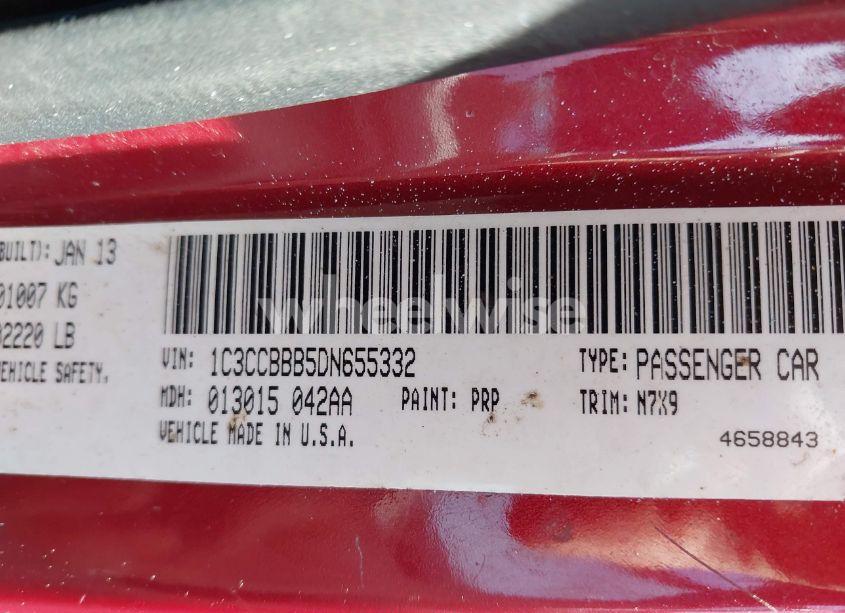 BUILT): JAN 13
01007 KG
02220 LB
VEHICLE SAFETY.
wheelwise
VIN: 1C3CCBBB5DN655332
TYPE: PASSENGER CAR
MDH: 013015 042AA
PAINT: PRP
TRIM: N7X9
VEHICLE MADE IN U.S.A.
4658843